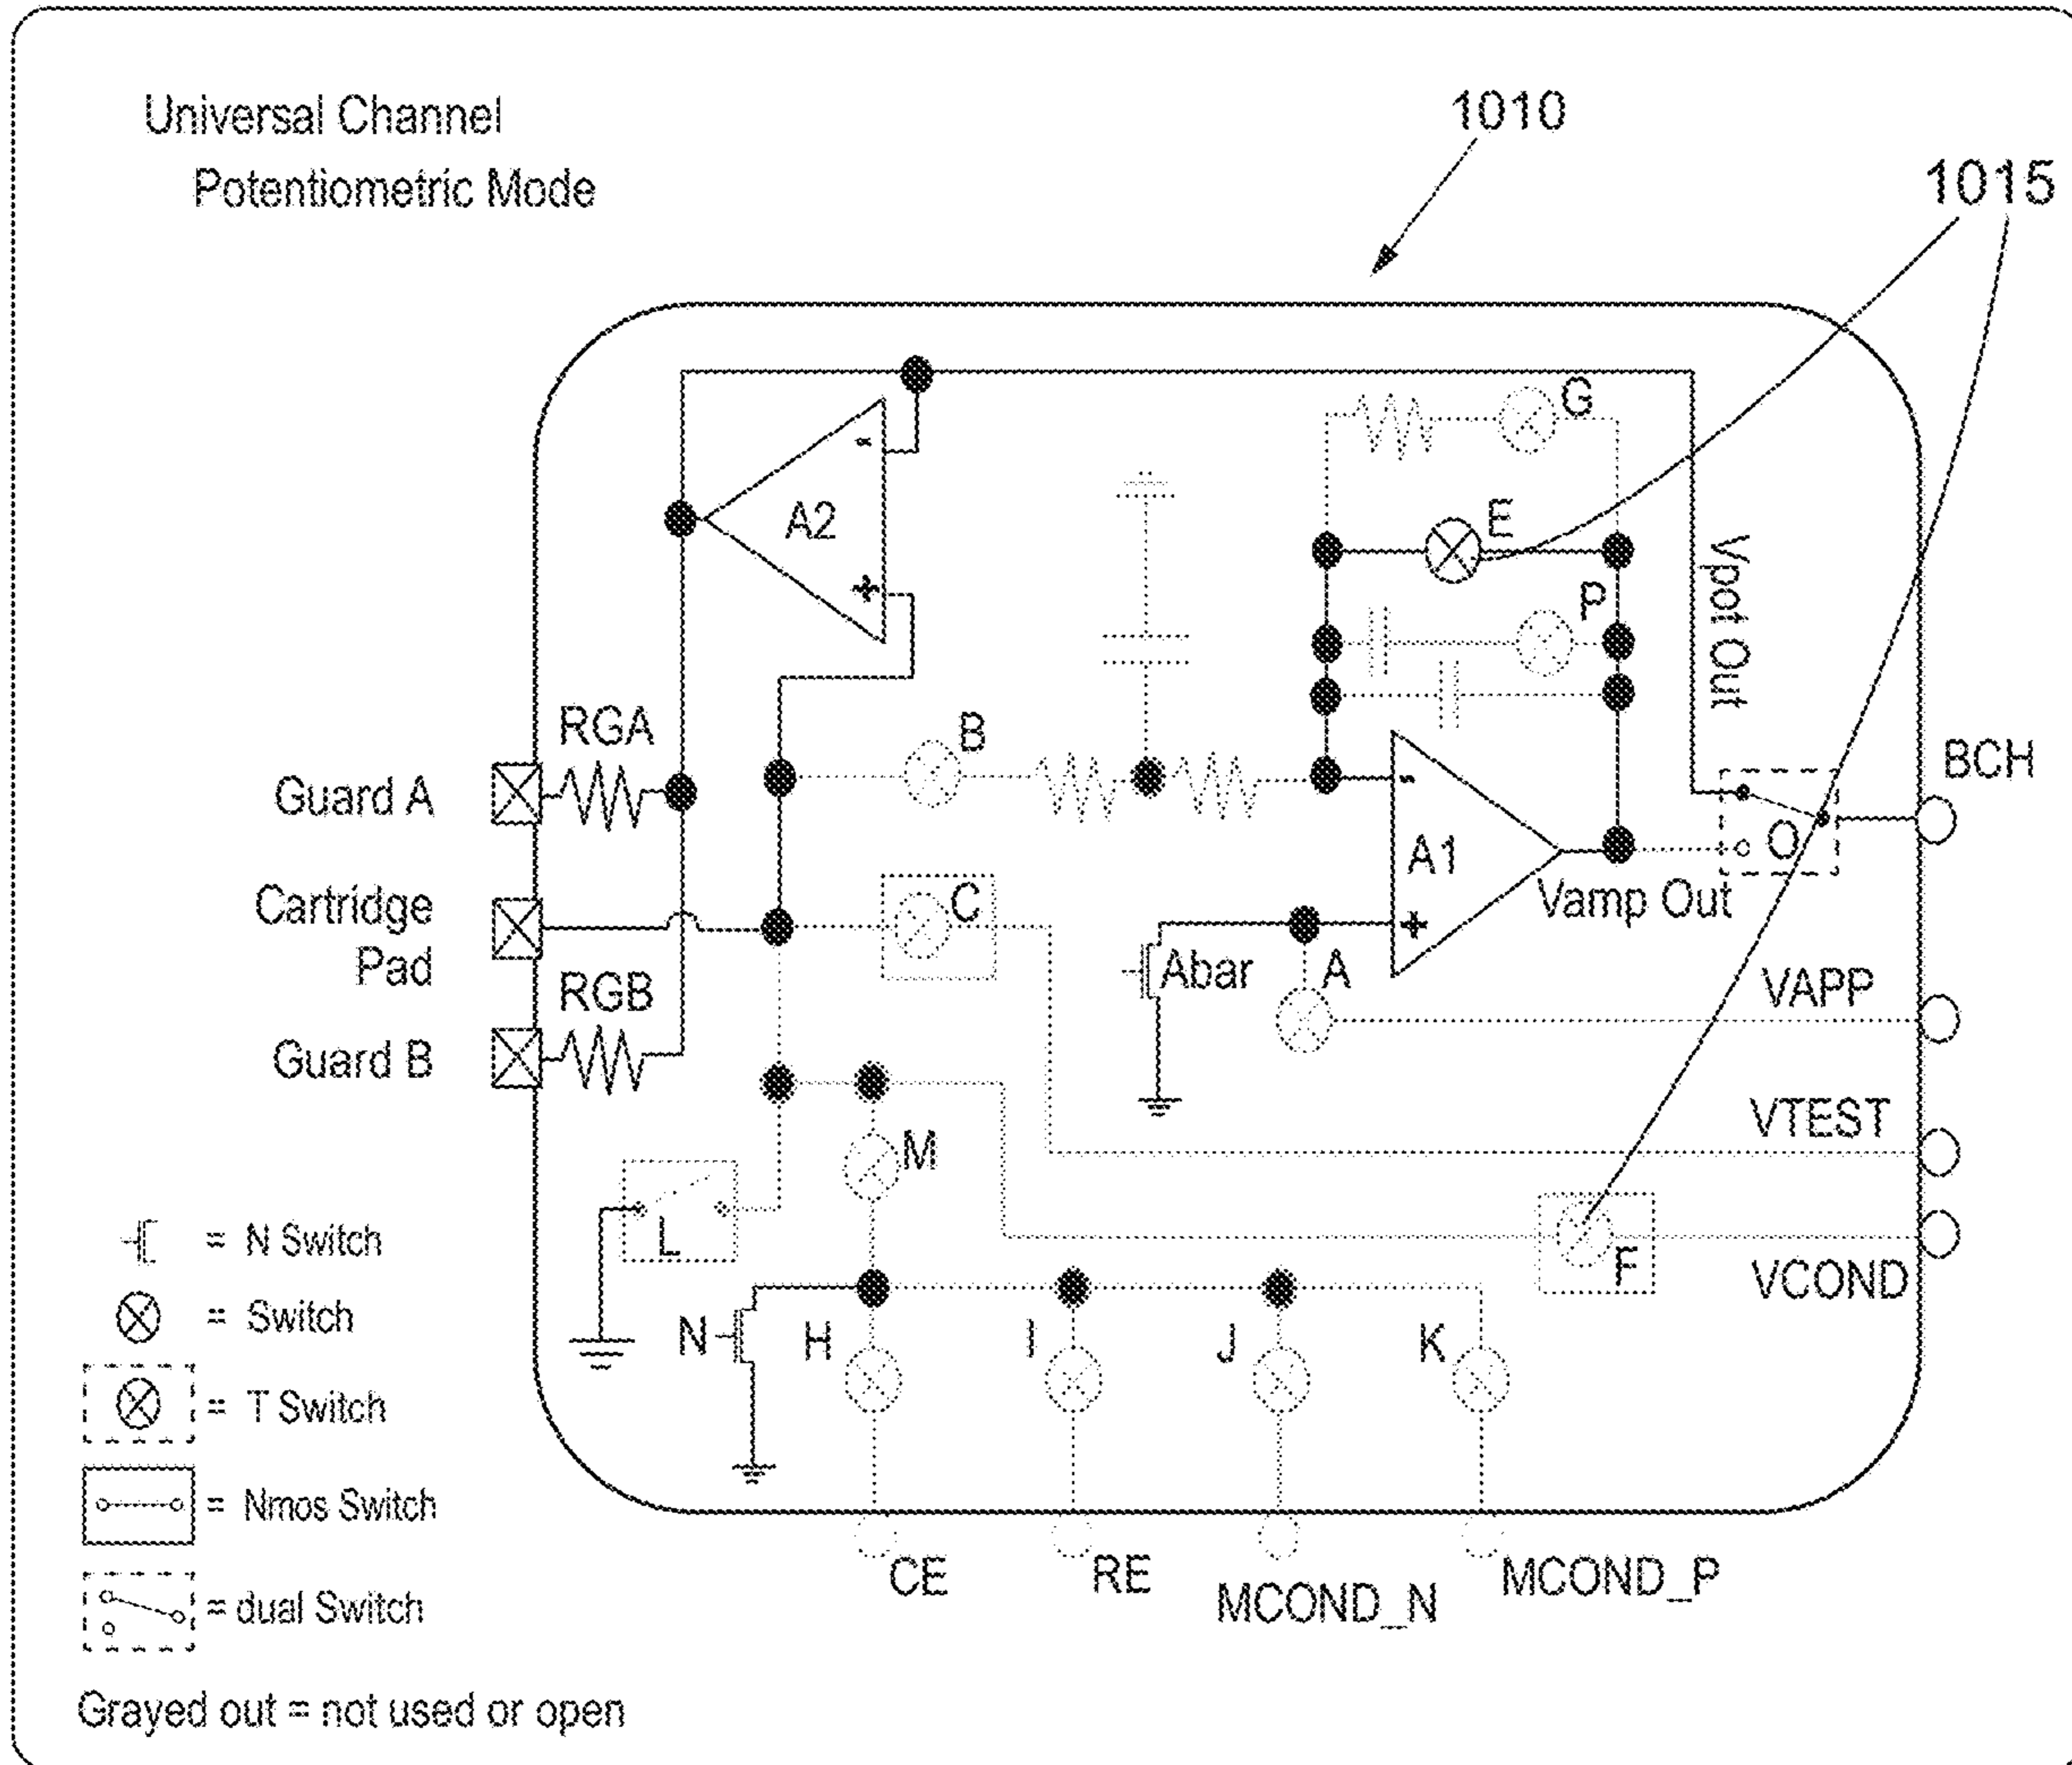 Universal Channel
Potentiometric Mode
1010
1015
G
A2
-
+
E
P
Vpot Out
RGA
B
BCH
Guard A
-
A1
O
Cartridge
Pad
C
Vamp Out
+
Abar
A
VAPP
RGB
Guard B
VTEST
M
L
F
VCOND
N
H
I
J
K
CE
RE
MCOND_N
MCOND_P
= N Switch
= Switch
= T Switch
= Nmos Switch
= dual Switch
Grayed out = not used or open